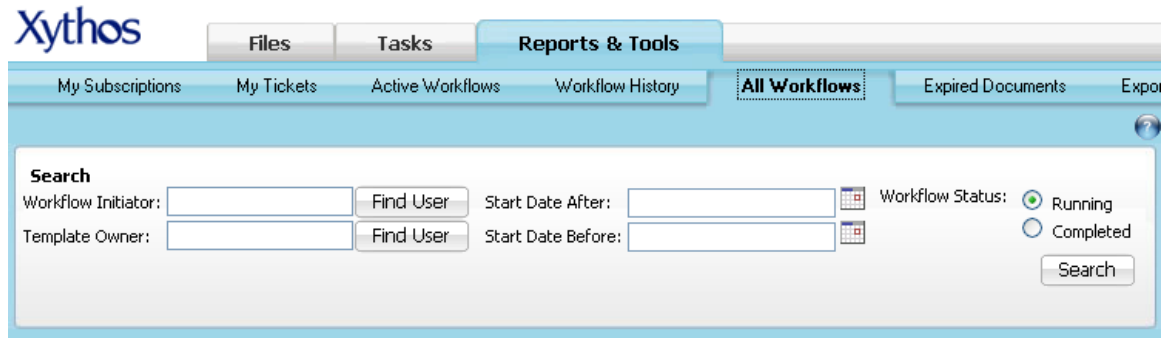 Xythos
Files Tasks Reports & Tools
My Subscriptions My Tickets Active Workflows Workflow History All Workflows Expired Documents Expor
?
Search
Workflow Initiator: Find User Start Date After: Workflow Status: Running
Template Owner: Find User Start Date Before: Completed
Search